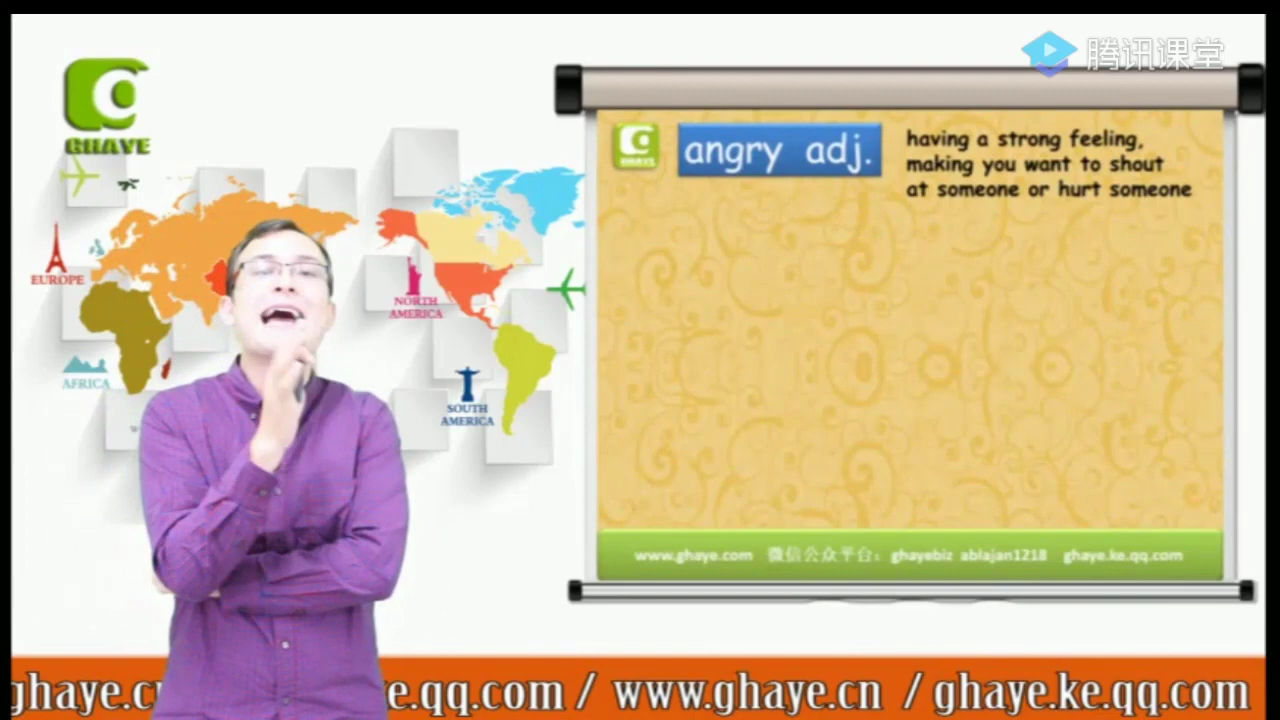 腾讯课堂
GHAYE
GHAYE
angry adj.
having a strong feeling,
making you want to shout
at someone or hurt someone
EUROPE
NORTH
AMERICA
AFRICA
SOUTH
AMERICA
www.ghaye.com 微信公众平台：ghayebiz ablajan1218 ghaye.ke.qq.com
ghaye.c e.qq.com / www.ghaye.cn / ghaye.ke.qq.com